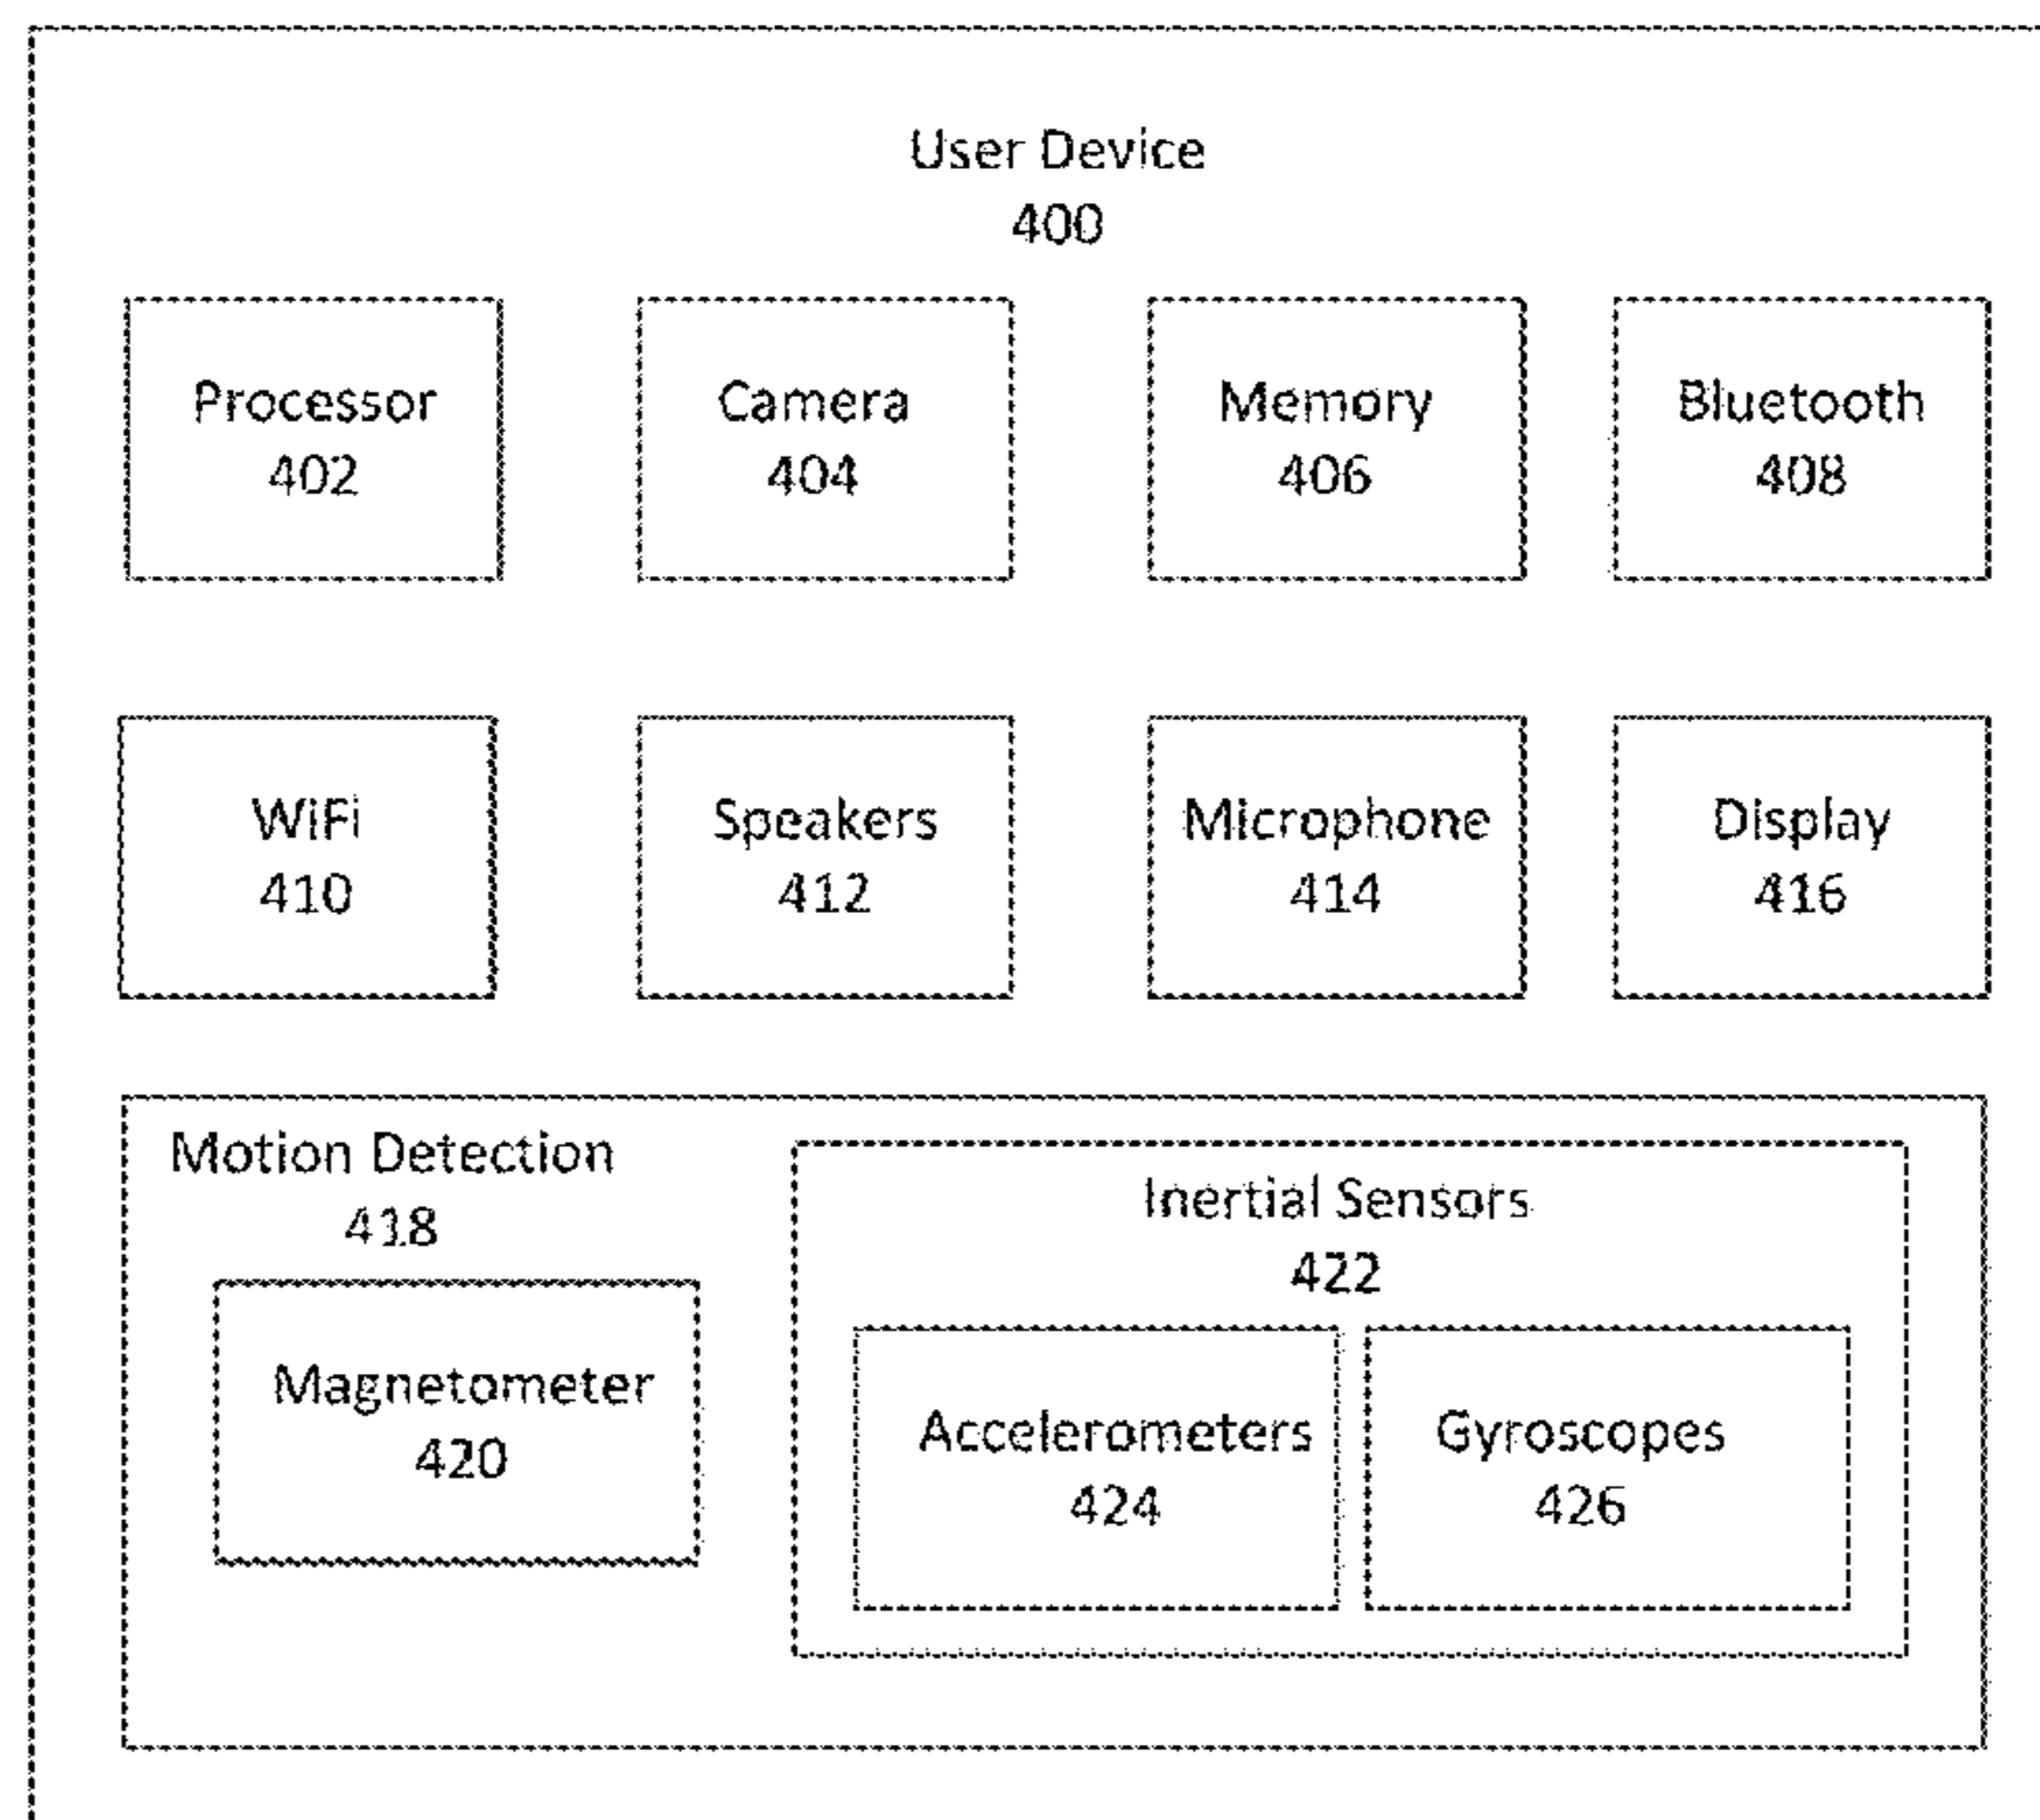 User Device
400
Processor
402
Camera
404
Memory
406
Bluetooth
408
WiFi
410
Speakers
412
Microphone
414
Display
416
Motion Detection
418
Magnetometer
420
Inertial Sensors
422
Accelerometers
424
Gyroscopes
426